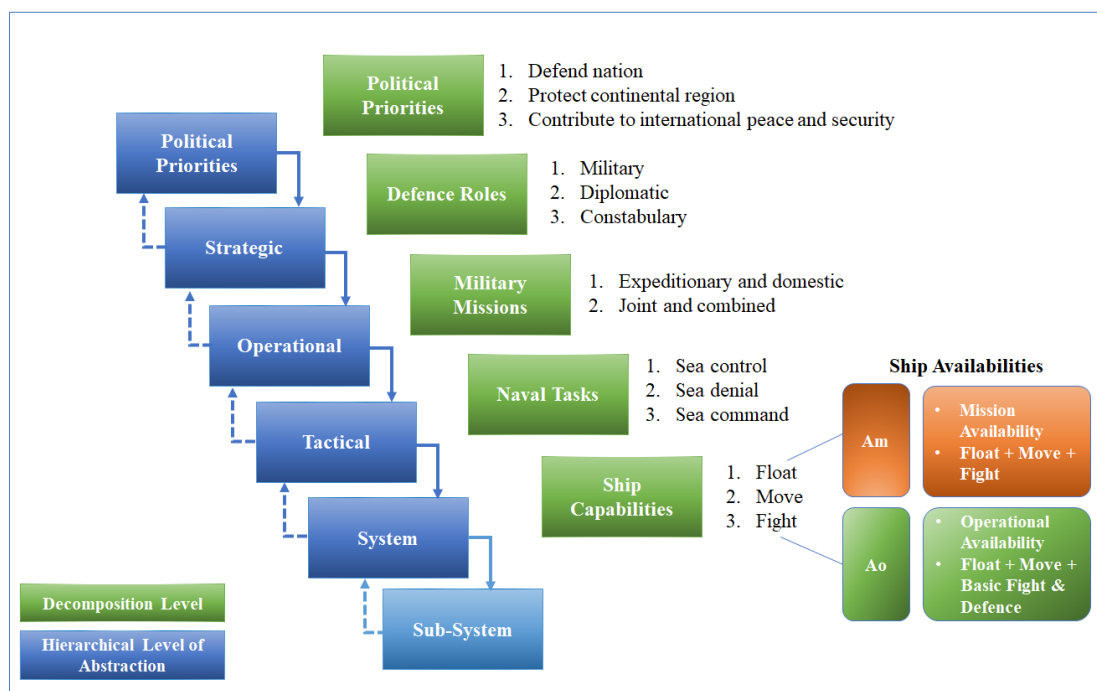 Political
Priorities
1. Defend nation
2. Protect continental region
3. Contribute to international peace and security
Political
Priorities
Defence Roles
1. Military
2. Diplomatic
3. Constabulary
Strategic
Military
Missions
1. Expeditionary and domestic
2. Joint and combined
Operational
Naval Tasks
1. Sea control
2. Sea denial
3. Sea command
Ship Availabilities
Tactical
Am
• Mission
Availability
• Float + Move +
Fight
Ship
Capabilities
1. Float
2. Move
3. Fight
System
Ao
• Operational
Availability
• Float + Move +
Basic Fight &
Defence
Sub-System
Decomposition Level
Hierarchical Level of
Abstraction